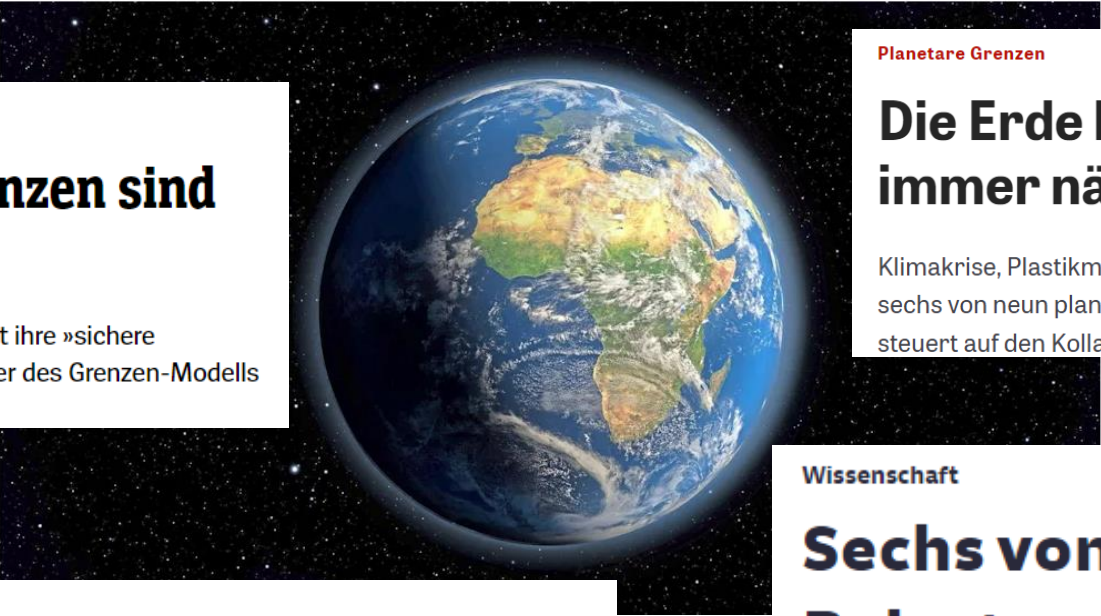 nzen sind
t ihre »sichere
er des Grenzen-Modells
Planetare Grenzen
Die Erde
immer nä
Klimakrise, Plastikm
sechs von neun plan
steuert auf den Kolla
Wissenschaft
Sechs von